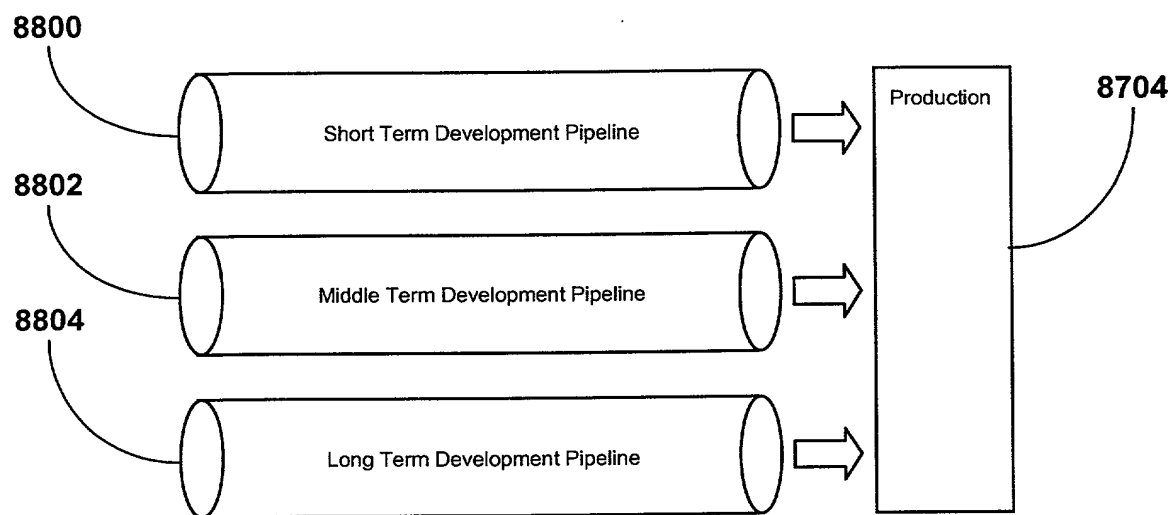 8800
Short Term Development Pipeline
Production
8704
8802
Middle Term Development Pipeline
8804
Long Term Development Pipeline